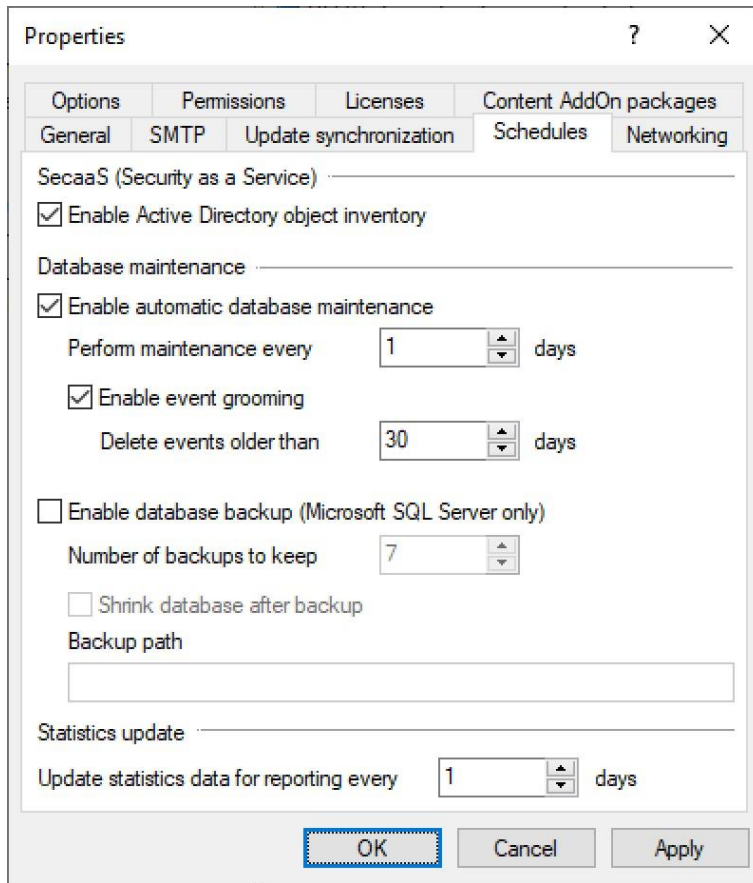 Properties ? X
Options Permissions Licenses Content AddOn packages
General SMTP Update synchronization Schedules Networking
SecaaS (Security as a Service)
Enable Active Directory object inventory
Database maintenance
Enable automatic database maintenance
Perform maintenance every 1 days
Enable event grooming
Delete events older than 30 days
Enable database backup (Microsoft SQL Server only)
Number of backups to keep 7
Shrink database after backup
Backup path
Statistics update
Update statistics data for reporting every 1 days
OK Cancel Apply